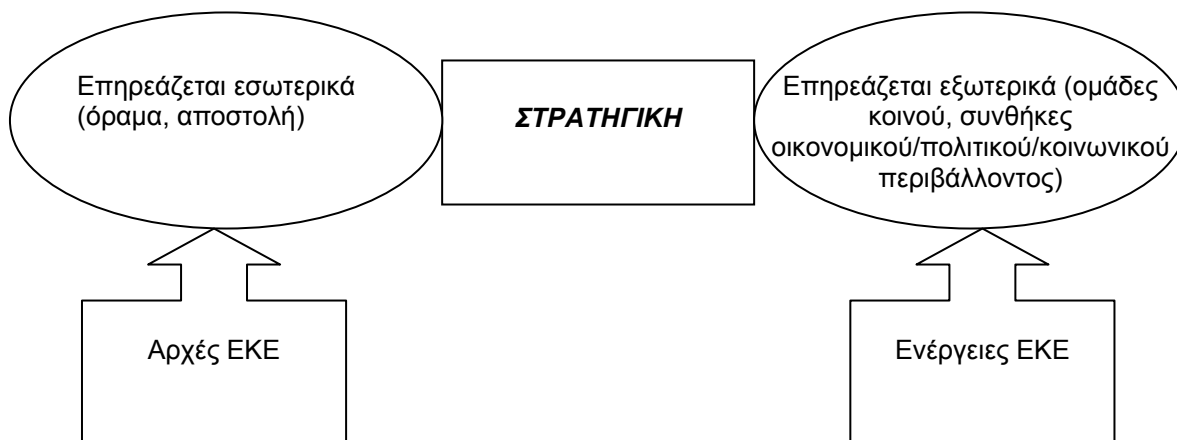 Επηρεάζεται εσωτερικά
(όραμα, αποστολή)
ΣΤΡΑΤΗΓΙΚΗ
Επηρεάζεται εξωτερικά (ομάδες
κοινού, συνθήκες
οικονομικού/πολιτικού/κοινωνικού
περιβάλλοντος)
Αρχές ΕΚΕ
Ενέργειες ΕΚΕ